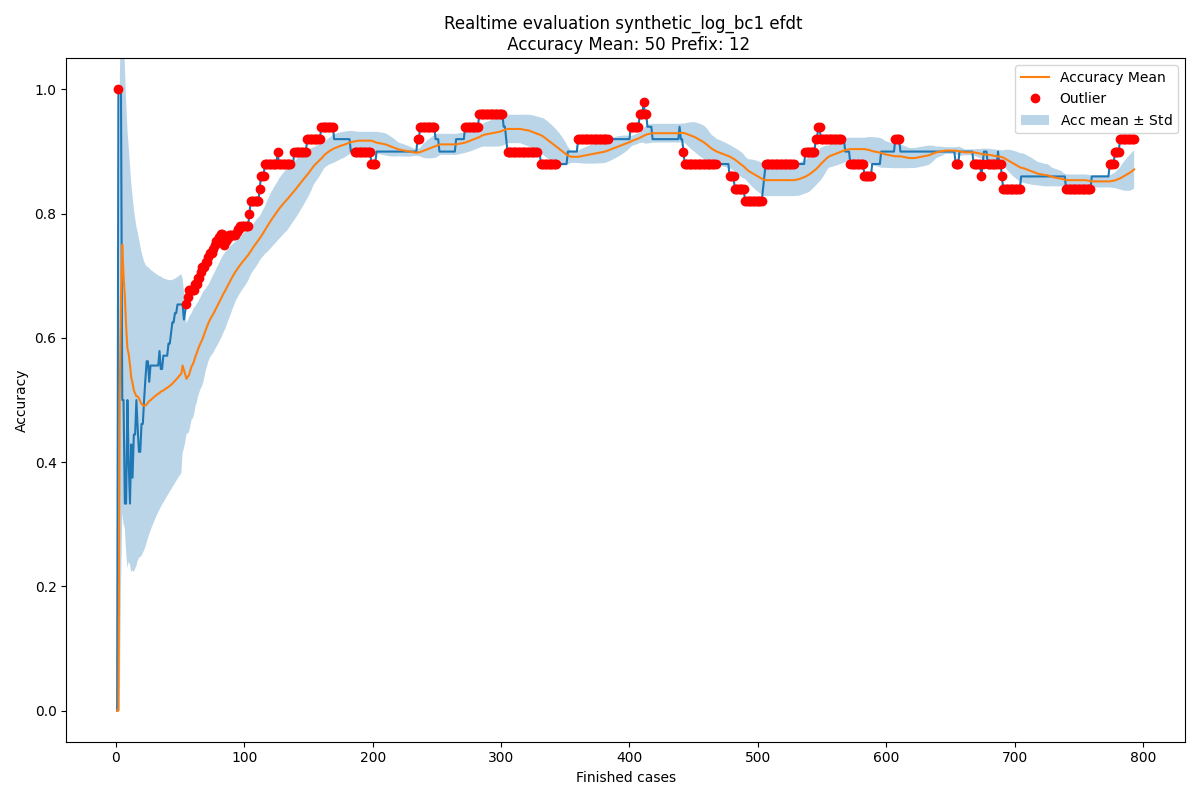 Realtime evaluation synthetic_log_bc1 efdt
Accuracy Mean: 50 Prefix: 12
Accuracy Mean
Outlier
Acc mean ± Std
Accuracy
1.0
0.8
0.6
0.4
0.2
0.0
0 100 200 300 400 500 600 700 800
Finished cases